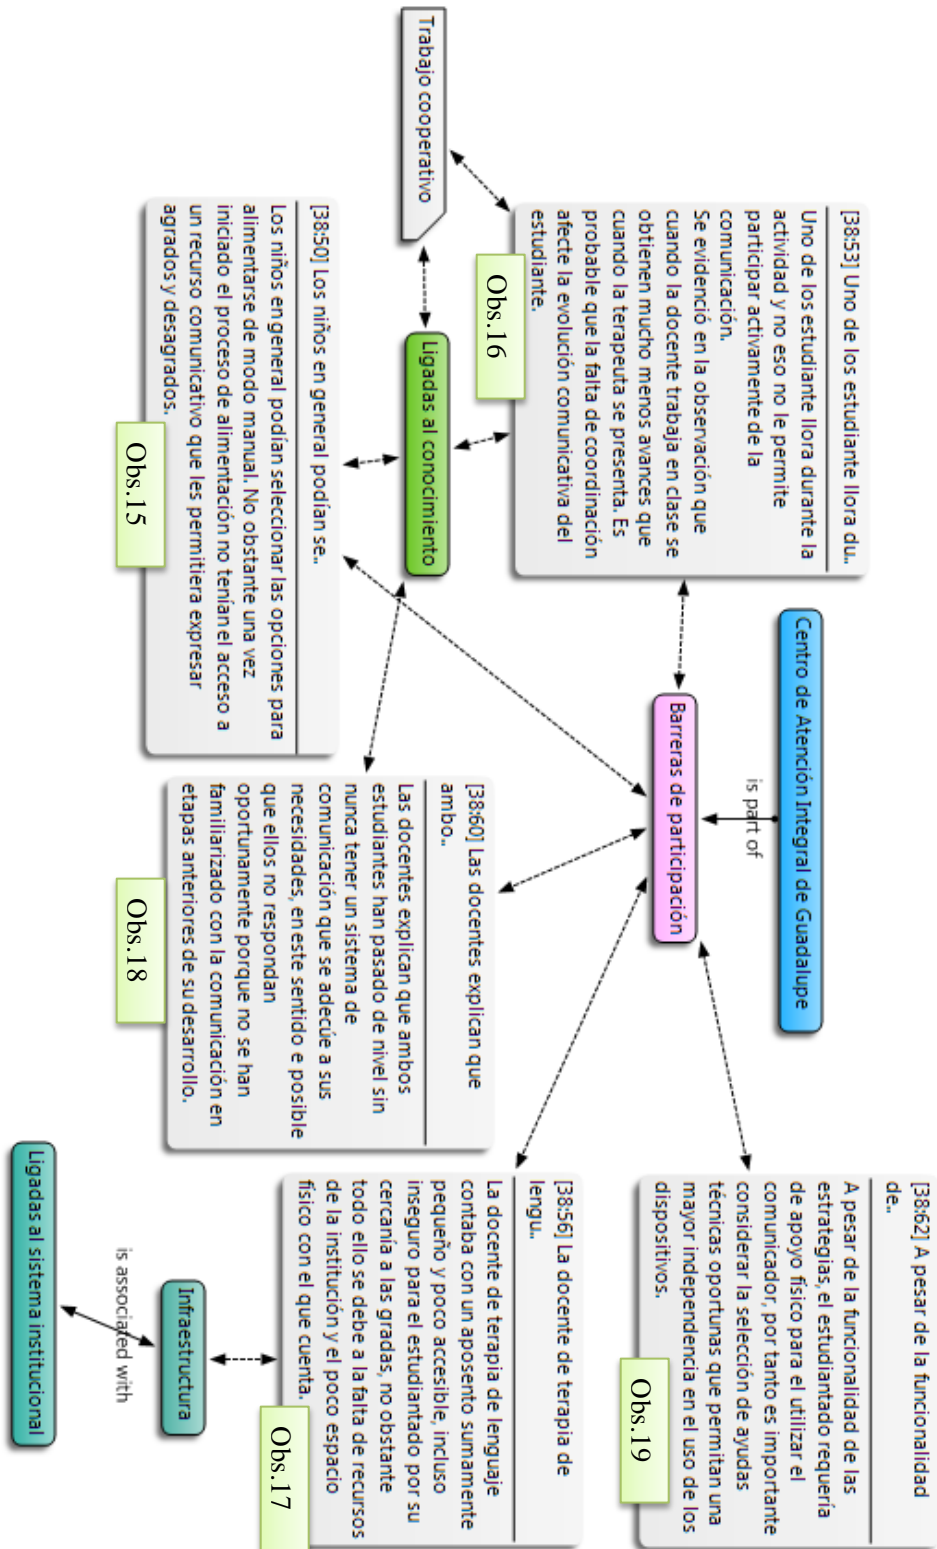 Centro de Atención Integral de Guadalupe
is part of
Barreras de participación
Trabajo cooperativo
Ligadas al conocimiento
[38:53] Uno de los estudiante llora du..
Uno de los estudiante llora durante la
actividad y no eso no le permite
participar activamente de la
comunicación.
Se evidenció en la observación que
cuando la docente trabaja en clase se
obtienen mucho menos avances que
cuando la terapeuta se presenta. Es
probable que la falta de coordinación
afecte la evolución comunicativa del
estudiante.
Obs.16
[38:50] Los niños en general podían se..
Los niños en general podían seleccionar las opciones para
alimentarse de modo manual. No obstante una vez
iniciado el proceso de alimentación no tenían el acceso a
un recurso comunicativo que les permitiera expresar
agrados y desagrados.
Obs.15
[38:60] Las docentes explican que
ambo..
Las docentes explican que ambos
estudiantes han pasado de nivel sin
nunca tener un sistema de
comunicación que se adecúe a sus
necesidades, en este sentido e posible
que ellos no respondan
oportunamente porque no se han
familiarizado con la comunicación en
etapas anteriores de su desarrollo.
Obs.18
[38:62] A pesar de la funcionalidad
de..
A pesar de la funcionalidad de las
estrategias, el estudiantado requería
de apoyo físico para el utilizar el
comunicador, por tanto es importante
considerar la selección de ayudas
técnicas oportunas que permitan una
mayor independencia en el uso de los
dispositivos.
Obs.19
[38:56] La docente de terapia de
lengu..
La docente de terapia de lenguaje
contaba con un aposento sumamente
pequeño y poco accesible, incluso
inseguro para el estudiantado por su
cercanía a las gradas, no obstante
todo ello se debe a la falta de recursos
de la institución y el poco espacio
físico con el que cuenta.
Obs.17
Infraestructura
is associated with
Ligadas al sistema institucional